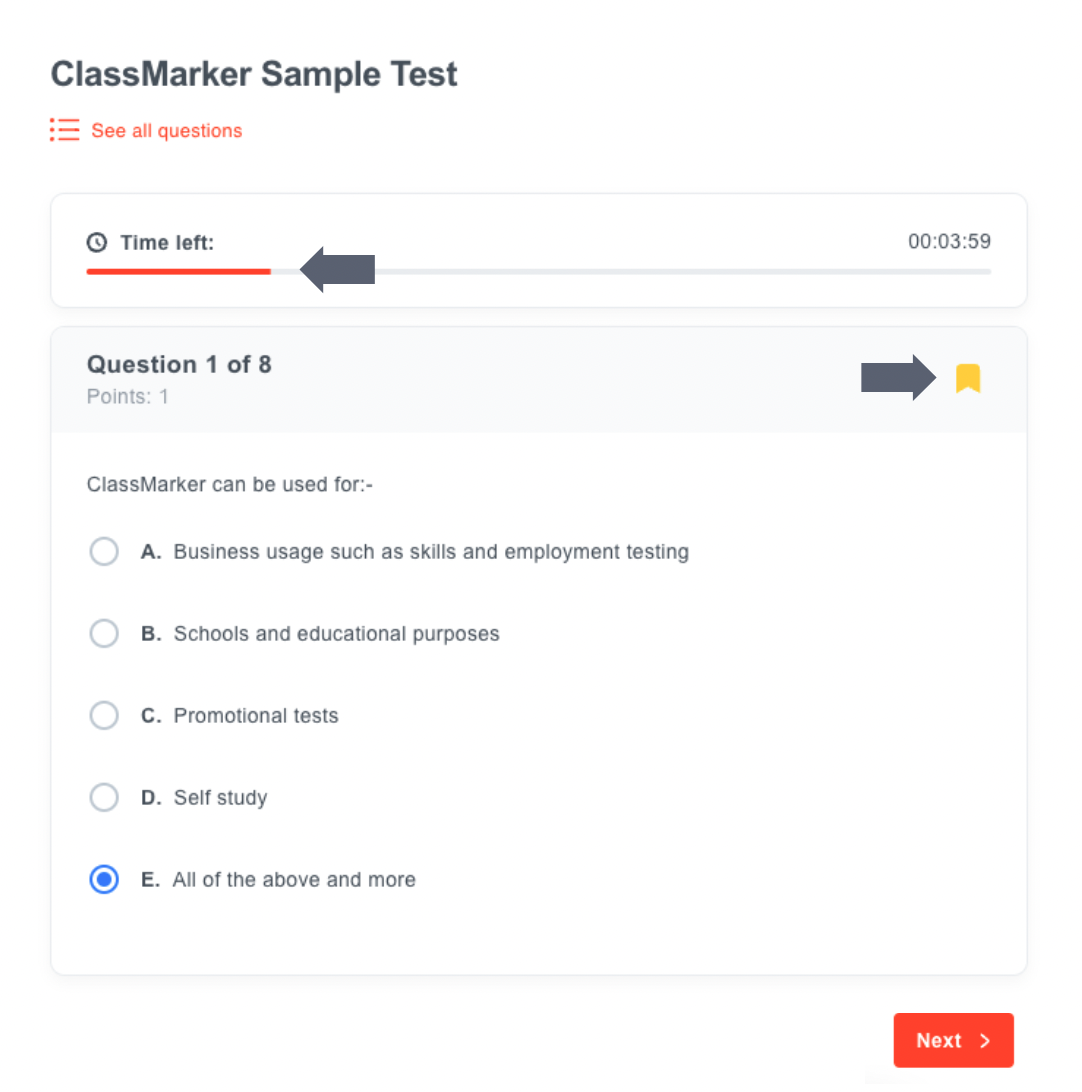 ClassMarker Sample Test
See all questions
Time left:
00:03:59
Question 1 of 8
Points: 1
ClassMarker can be used for:-
A. Business usage such as skills and employment testing
B. Schools and educational purposes
C. Promotional tests
D. Self study
E. All of the above and more
Next